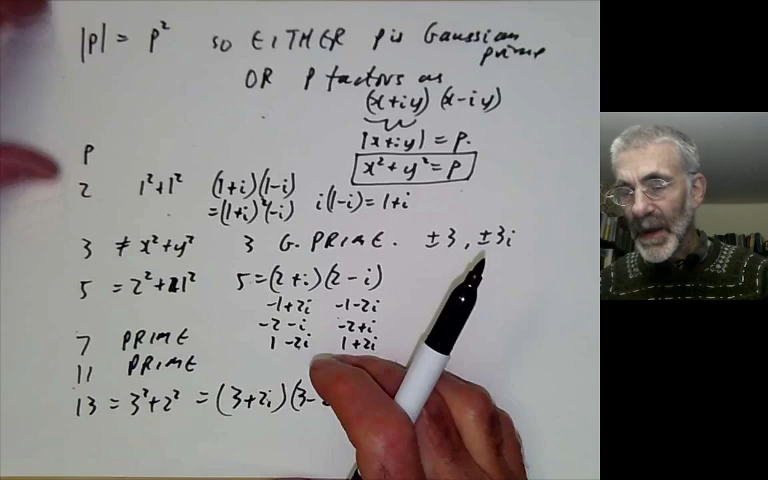 |p| = p² so EITHER p is Gaussian prime
OR p factors as
(x+iy) (x-iy)
|x+iy| = p.
x²+y² = p
p
2 1²+1² (1+i)(1-i)
=(1+i)²(-i) i(1-i)=1+i
3 ≠ x²+y² 3 G. PRIME. ±3, ±3i
5 = 2²+1² 5=(2+i)(2-i)
-1+2i -1-2i
-2-i -2+i
1-2i 1+2i
7 PRIME
11 PRIME
13 = 3²+2² = (3+2i)(3-